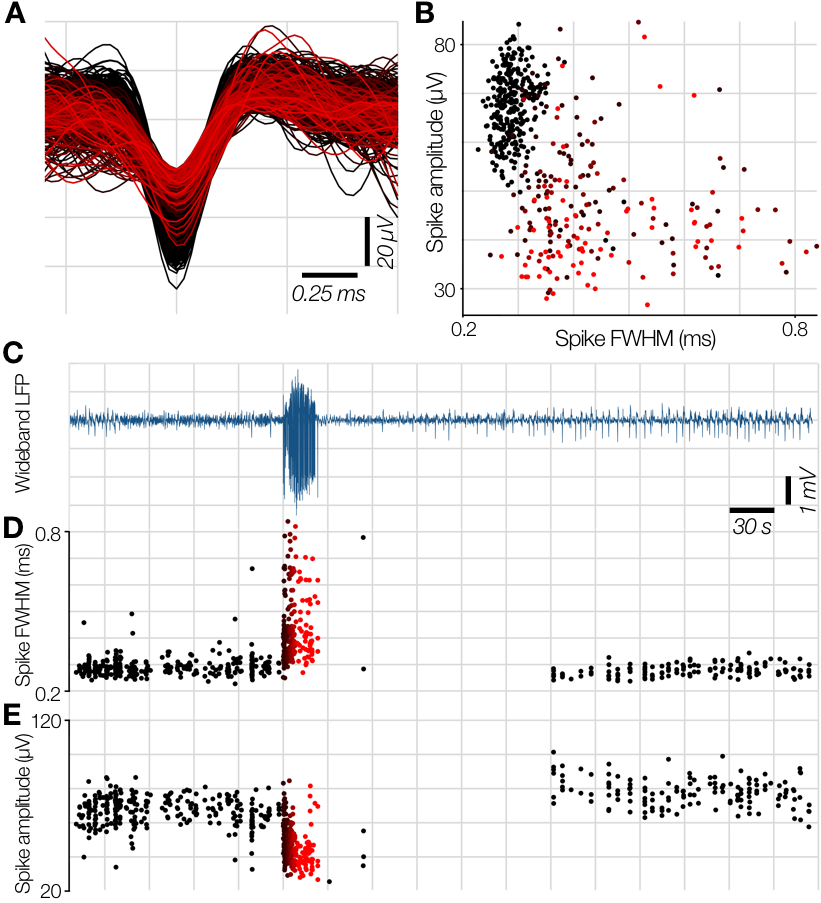 A
20 µV
0.25 ms
B
Spike amplitude (µV)
80
30
0.2
0.8
Spike FWHM (ms)
C
Wideband LFP
1 mV
30 s
D
Spike FWHM (ms)
0.8
0.2
E
Spike amplitude (µV)
120
20